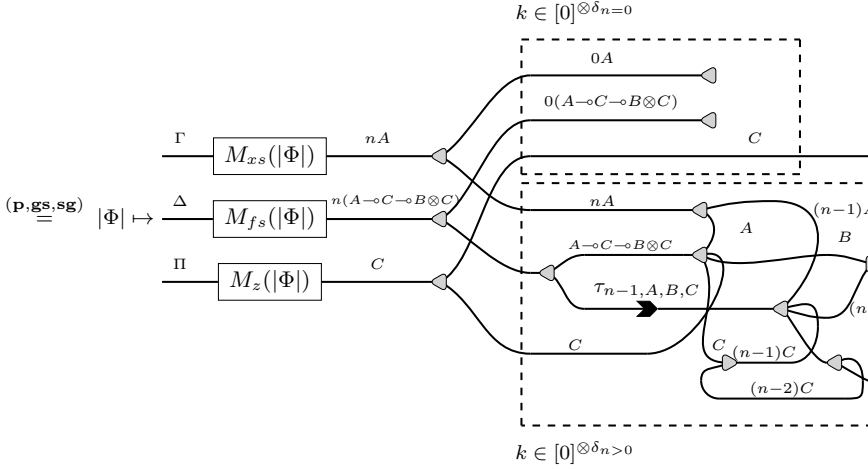 k ∈ [0]^{⊗δ_{n=0}}
0A
0(A⊸C⊸B⊗C)
C
Γ M_{xs}(|Φ|) nA
(p,gs,sg) = |Φ| ↦ Δ M_{fs}(|Φ|) n(A⊸C⊸B⊗C)
Π M_z(|Φ|) C
nA
(n−1)A
A
B
A⊸C⊸B⊗C
τ_{n−1,A,B,C}
(n
C
C
(n−1)C
(n−2)C
k ∈ [0]^{⊗δ_{n>0}}